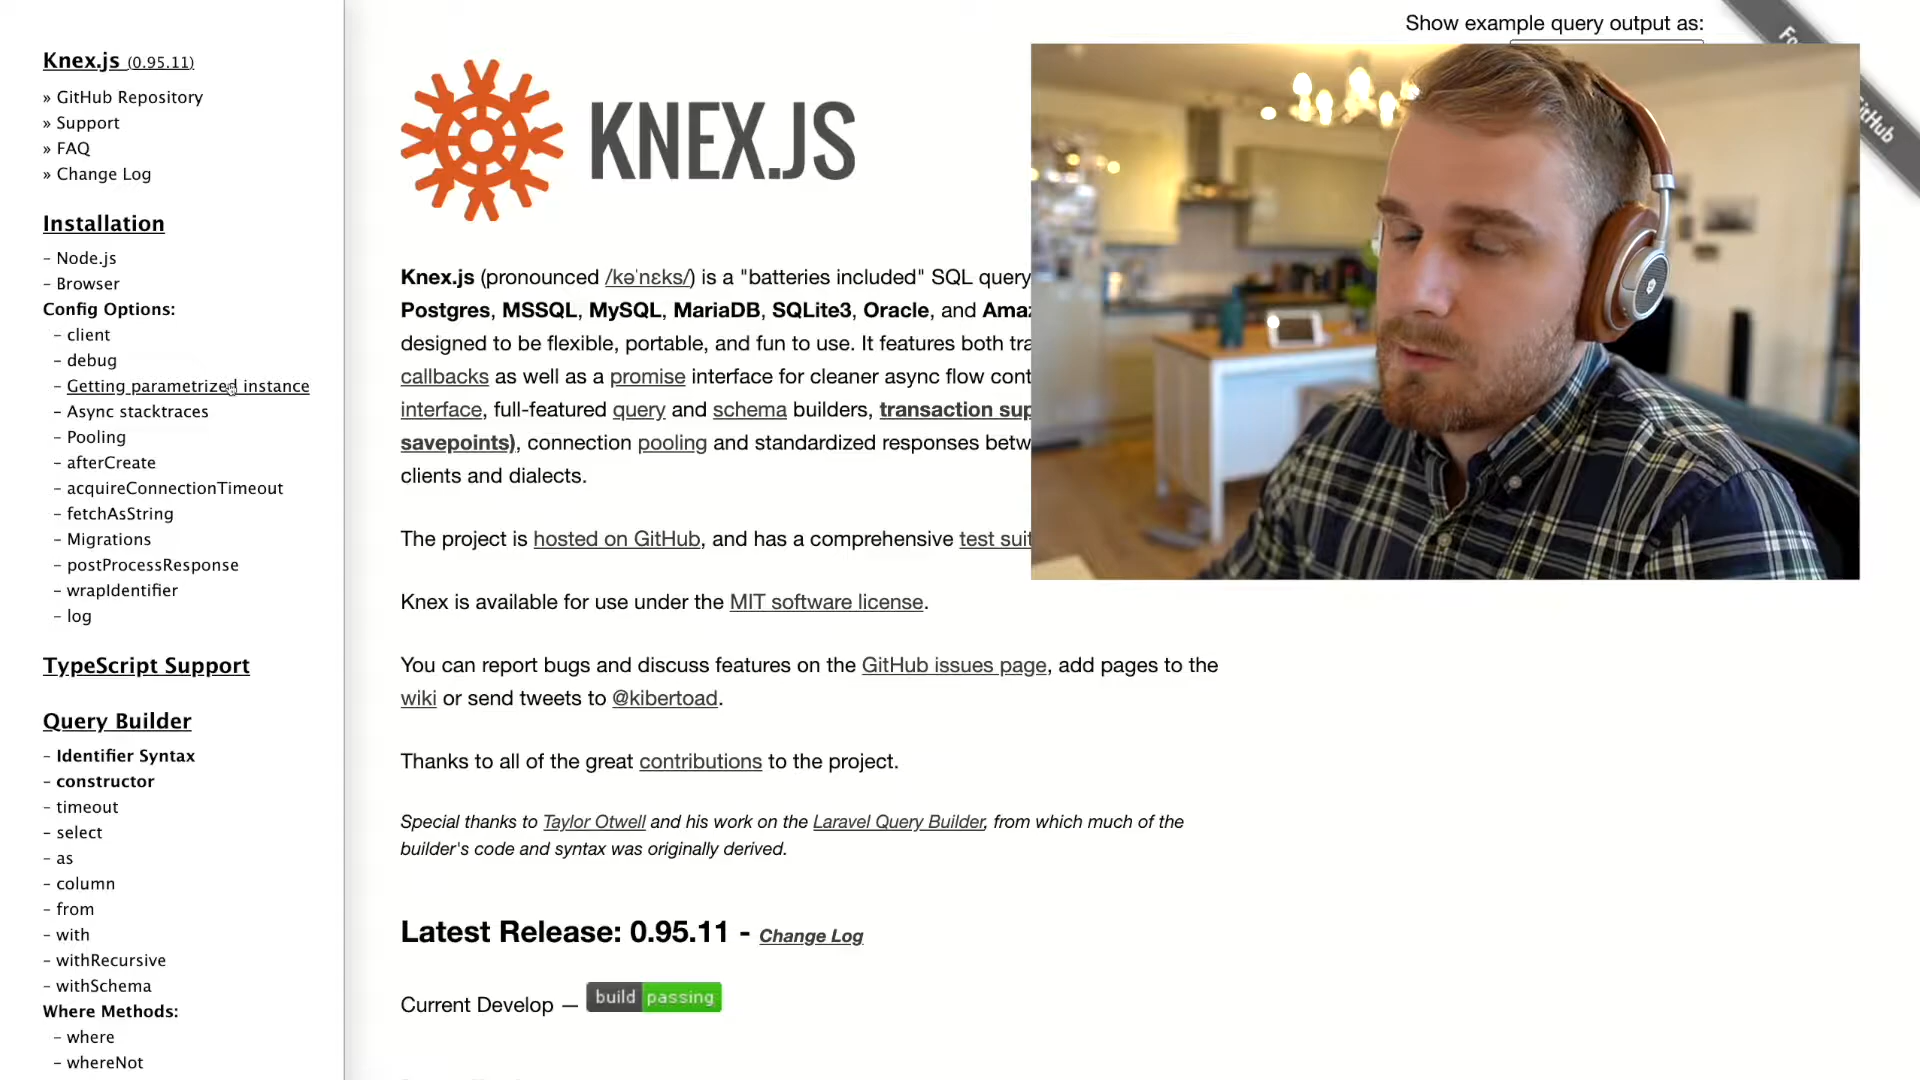 Show example query output as:
Knex.js (0.95.11)
» GitHub Repository
» Support
» FAQ
» Change Log
Installation
– Node.js
– Browser
Config Options:
– client
– debug
– Getting parametrized instance
– Async stacktraces
– Pooling
– afterCreate
– acquireConnectionTimeout
– fetchAsString
– Migrations
– postProcessResponse
– wrapIdentifier
– log
TypeScript Support
Query Builder
– Identifier Syntax
– constructor
– timeout
– select
– as
– column
– from
– with
– withRecursive
– withSchema
Where Methods:
– where
– whereNot
KNEX.JS
Knex.js (pronounced /kəˈnɛks/) is a "batteries included" SQL query
Postgres, MSSQL, MySQL, MariaDB, SQLite3, Oracle, and Ama
designed to be flexible, portable, and fun to use. It features both tra
callbacks as well as a promise interface for cleaner async flow cont
interface, full-featured query and schema builders, transaction sup
savepoints), connection pooling and standardized responses betw
clients and dialects.
The project is hosted on GitHub, and has a comprehensive test suit
Knex is available for use under the MIT software license.
You can report bugs and discuss features on the GitHub issues page, add pages to the
wiki or send tweets to @kibertoad.
Thanks to all of the great contributions to the project.
Special thanks to Taylor Otwell and his work on the Laravel Query Builder, from which much of the
builder's code and syntax was originally derived.
Latest Release: 0.95.11 - Change Log
Current Develop — build passing
Fo
itHub